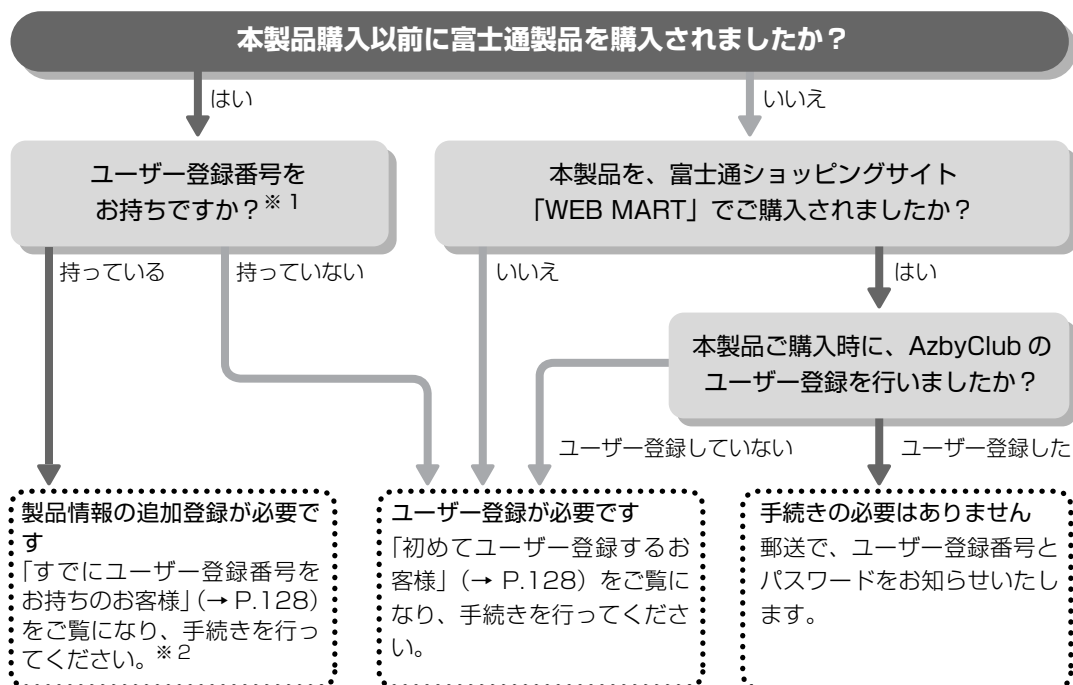 本製品購入以前に富士通製品を購入されましたか？
はい
いいえ
ユーザー登録番号を
お持ちですか？※1
本製品を、富士通ショッピングサイト
「WEB MART」でご購入されましたか？
持っている
持っていない
いいえ
はい
本製品ご購入時に、AzbyClub の
ユーザー登録を行いましたか？
ユーザー登録していない
ユーザー登録した
製品情報の追加登録が必要で
す
「すでにユーザー登録番号を
お持ちのお客様」（→ P.128）
をご覧になり、手続きを行っ
てください。※2
ユーザー登録が必要です
「初めてユーザー登録するお
客様」（→ P.128）をご覧に
なり、手続きを行ってくださ
い。
手続きの必要はありません
郵送で、ユーザー登録番号と
パスワードをお知らせいたし
ます。